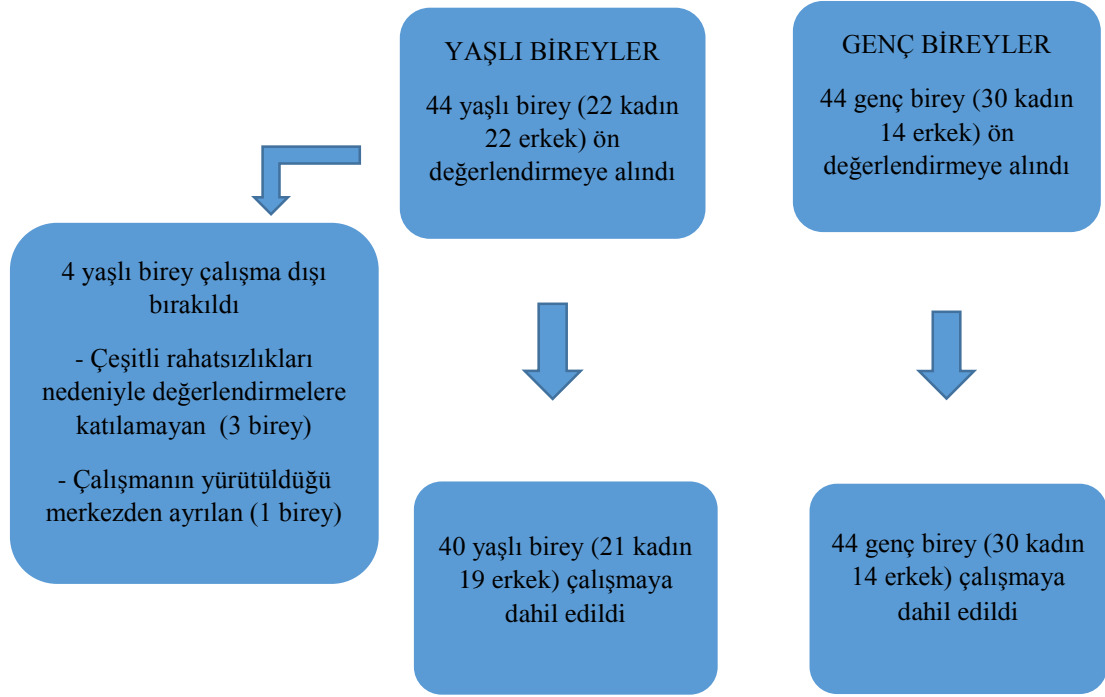 YAŞLI BİREYLER
44 yaşlı birey (22 kadın
22 erkek) ön
değerlendirmeye alındı
GENÇ BİREYLER
44 genç birey (30 kadın
14 erkek) ön
değerlendirmeye alındı
4 yaşlı birey çalışma dışı
bırakıldı
- Çeşitli rahatsızlıkları
nedeniyle değerlendirmelere
katılamayan (3 birey)
- Çalışmanın yürütüldüğü
merkezden ayrılan (1 birey)
40 yaşlı birey (21 kadın
19 erkek) çalışmaya
dahil edildi
44 genç birey (30 kadın
14 erkek) çalışmaya
dahil edildi